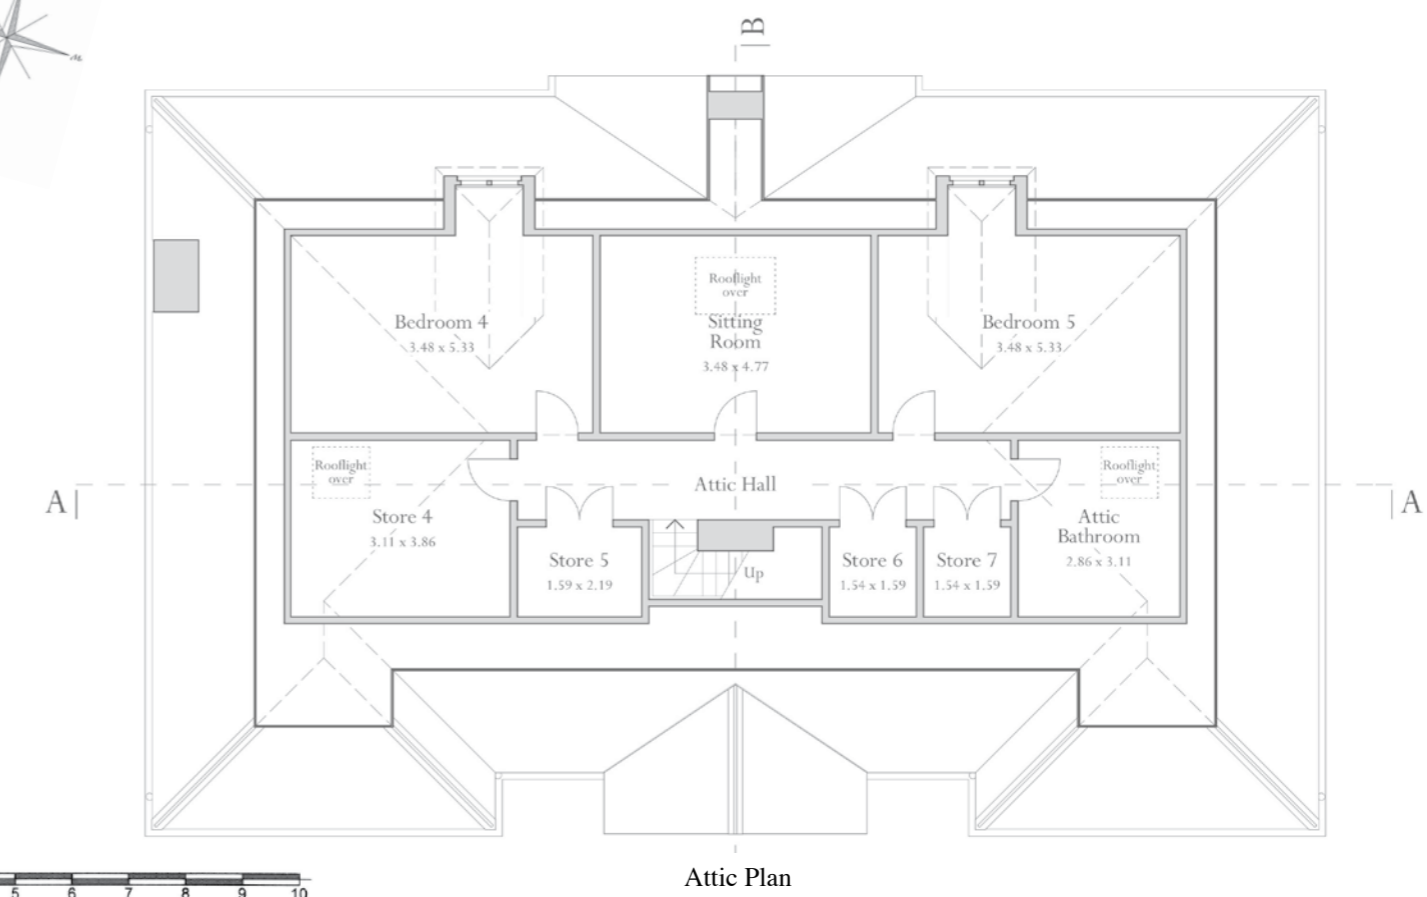 B
Rooflight
over
Bedroom 4
3.48 x 5.33
Sitting
Room
3.48 x 4.77
Bedroom 5
3.48 x 5.33
Rooflight
over
Rooflight
over
A
Attic Hall
A
Store 4
3.11 x 3.86
Attic
Bathroom
2.86 x 3.11
Store 5
1.59 x 2.19
Up
Store 6
1.54 x 1.59
Store 7
1.54 x 1.59
Attic Plan
5 6 7 8 9 10